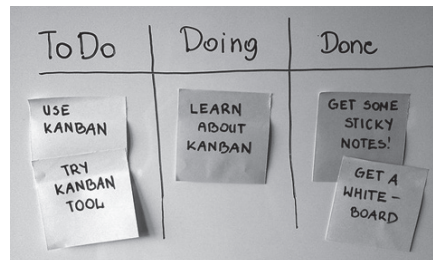 To Do
Doing
Done
USE
KANBAN
TRY
KANBAN
TOOL
LEARN
ABOUT
KANBAN
GET SOME
STICKY
NOTES!
GET A
WHITE-
BOARD